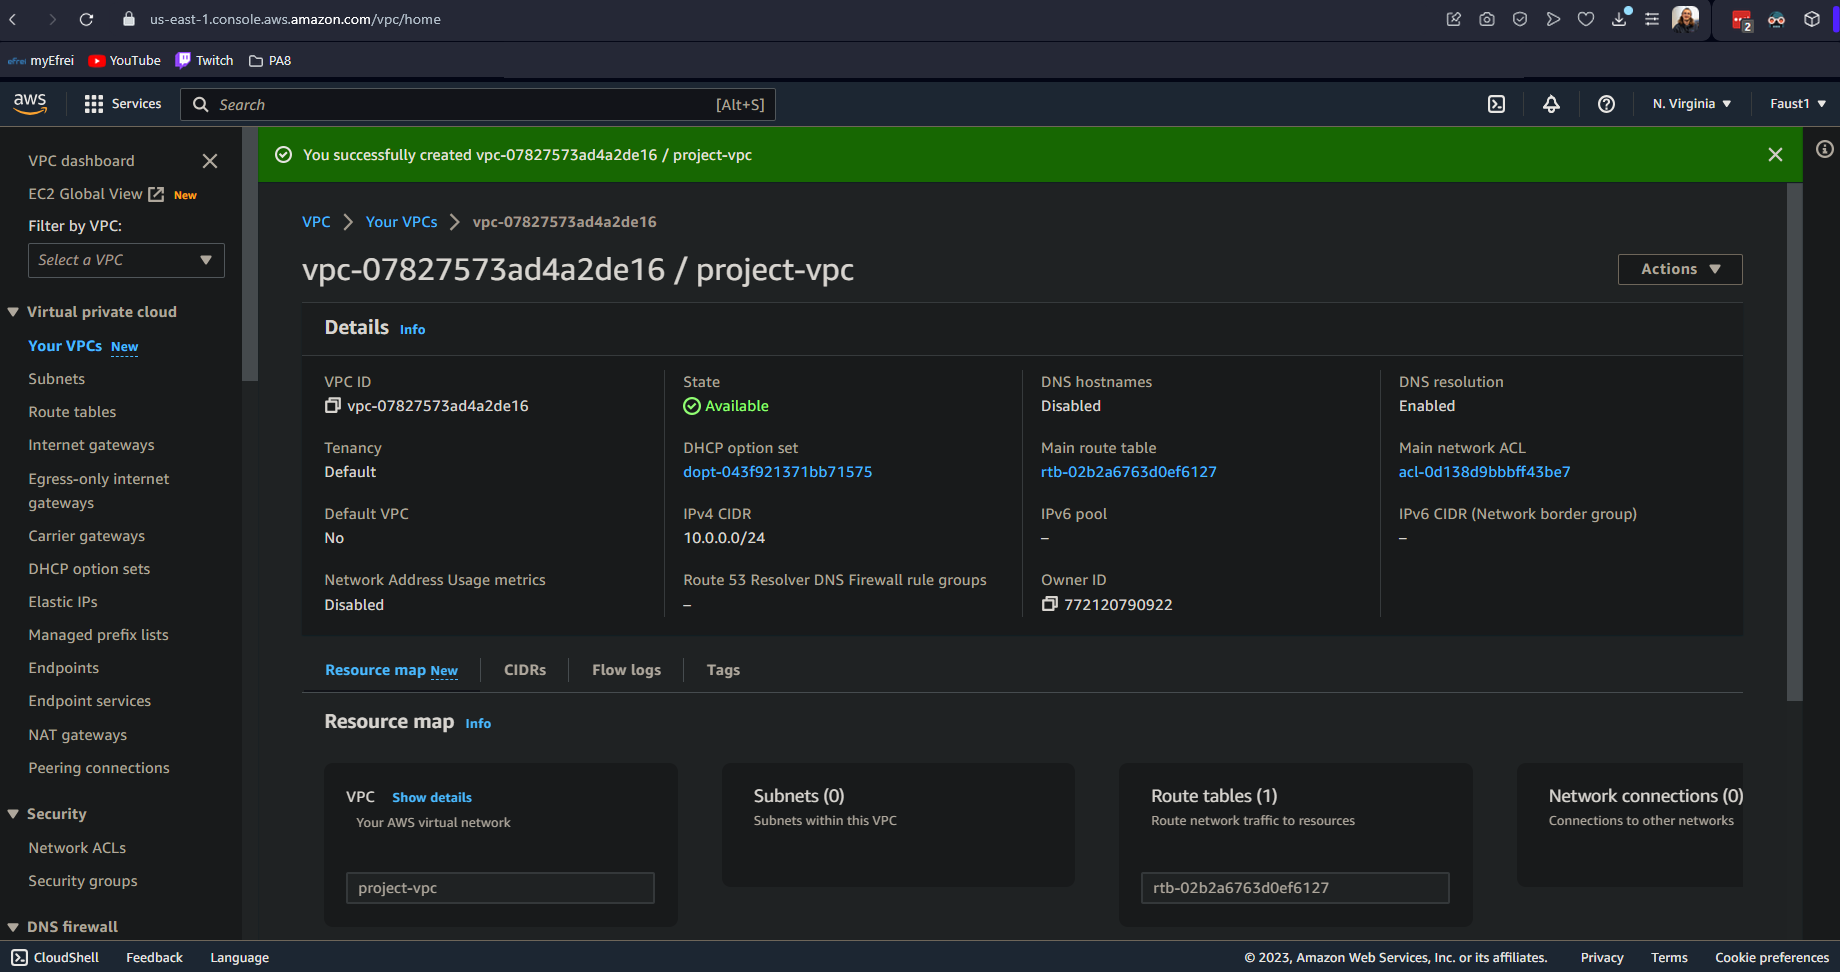 us-east-1.console.aws.amazon.com/vpc/home
2
efrei myEfrei YouTube Twitch PA8
aws Services Search [Alt+S] N. Virginia Faust1
VPC dashboard
EC2 Global View New
Filter by VPC:
Select a VPC
Virtual private cloud
Your VPCs New
Subnets
Route tables
Internet gateways
Egress-only internet
gateways
Carrier gateways
DHCP option sets
Elastic IPs
Managed prefix lists
Endpoints
Endpoint services
NAT gateways
Peering connections
Security
Network ACLs
Security groups
DNS firewall
You successfully created vpc-07827573ad4a2de16 / project-vpc
VPC Your VPCs vpc-07827573ad4a2de16
vpc-07827573ad4a2de16 / project-vpc
Actions
Details Info
VPC ID
vpc-07827573ad4a2de16
State
Available
DNS hostnames
Disabled
DNS resolution
Enabled
Tenancy
Default
DHCP option set
dopt-043f921371bb71575
Main route table
rtb-02b2a6763d0ef6127
Main network ACL
acl-0d138d9bbbff43be7
Default VPC
No
IPv4 CIDR
10.0.0.0/24
IPv6 pool
–
IPv6 CIDR (Network border group)
–
Network Address Usage metrics
Disabled
Route 53 Resolver DNS Firewall rule groups
–
Owner ID
772120790922
Resource map New CIDRs Flow logs Tags
Resource map Info
VPC Show details
Your AWS virtual network
project-vpc
Subnets (0)
Subnets within this VPC
Route tables (1)
Route network traffic to resources
rtb-02b2a6763d0ef6127
Network connections (0)
Connections to other networks
CloudShell Feedback Language © 2023, Amazon Web Services, Inc. or its affiliates. Privacy Terms Cookie preferences